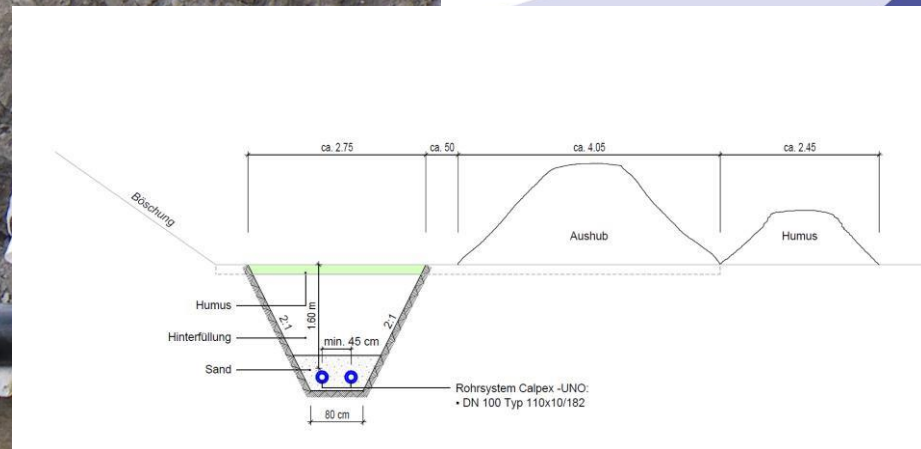 ca. 2.75
ca. 50
ca. 4.05
ca. 2.45
Böschung
Aushub
Humus
Humus
2:1
1.60 m
2:1
Hinterfüllung
min. 45 cm
Sand
Rohrsystem Calpex -UNO:
• DN 100 Typ 110x10/182
80 cm